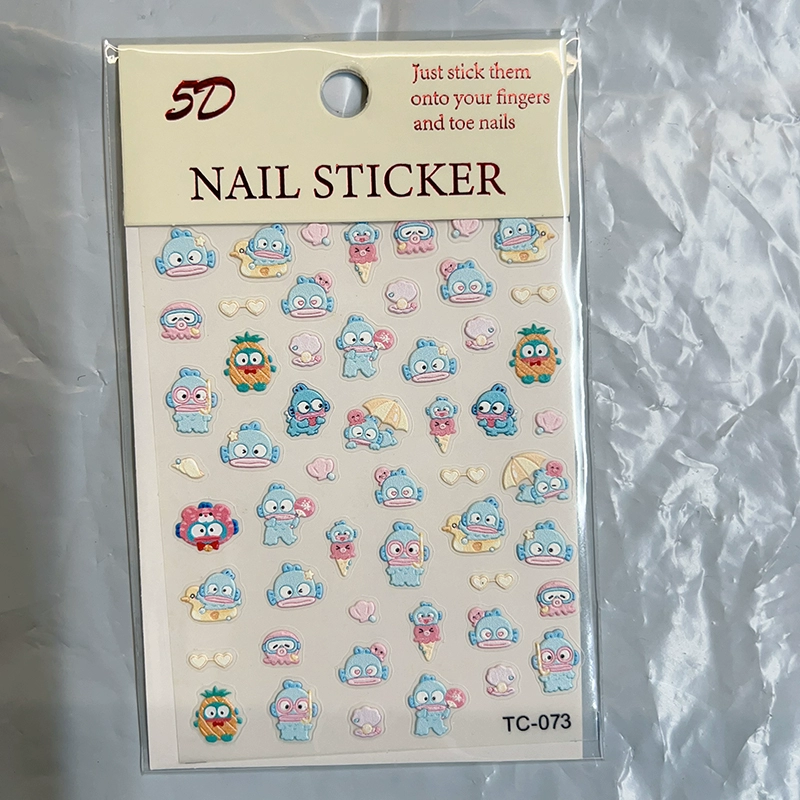 5D
Just stick them
onto your fingers
and toe nails
NAIL STICKER
TC-073